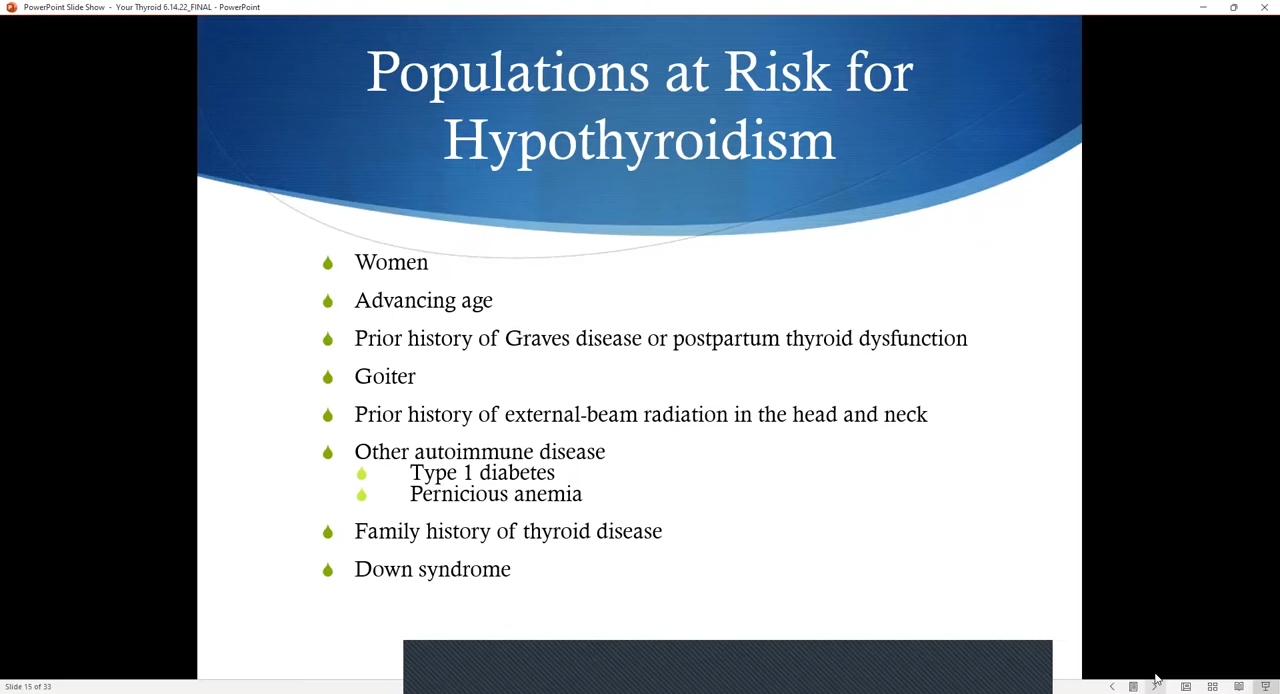 PowerPoint Slide Show - Your Thyroid 6.14.22_FINAL - PowerPoint
Populations at Risk for
Hypothyroidism
Women
Advancing age
Prior history of Graves disease or postpartum thyroid dysfunction
Goiter
Prior history of external-beam radiation in the head and neck
Other autoimmune disease
Type 1 diabetes
Pernicious anemia
Family history of thyroid disease
Down syndrome
Slide 15 of 33